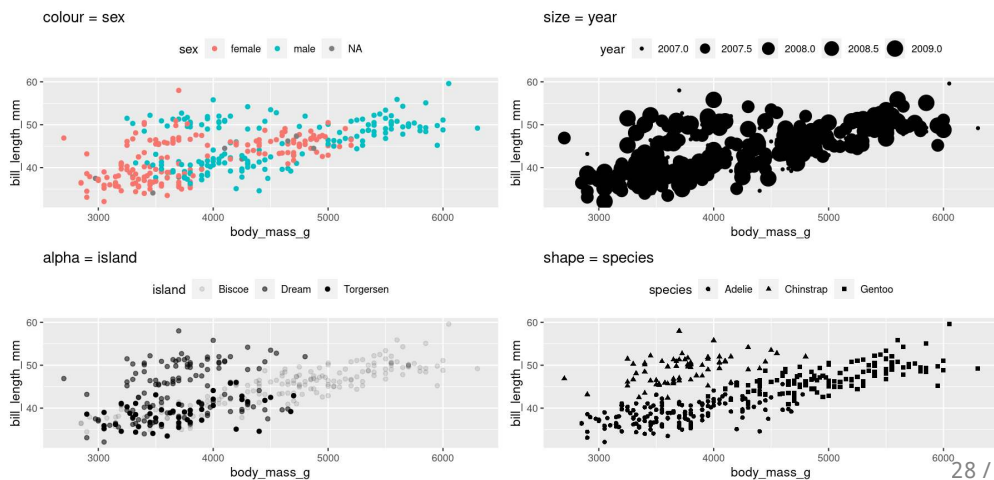 colour = sex
sex female male NA
60
50
40
bill_length_mm
3000 4000 5000 6000
body_mass_g
size = year
year 2007.0 2007.5 2008.0 2008.5 2009.0
60
50
40
bill_length_mm
3000 4000 5000 6000
body_mass_g
alpha = island
island Biscoe Dream Torgersen
60
50
40
bill_length_mm
3000 4000 5000 6000
body_mass_g
shape = species
species Adelie Chinstrap Gentoo
60
50
40
bill_length_mm
3000 4000 5000 6000
body_mass_g
28 /